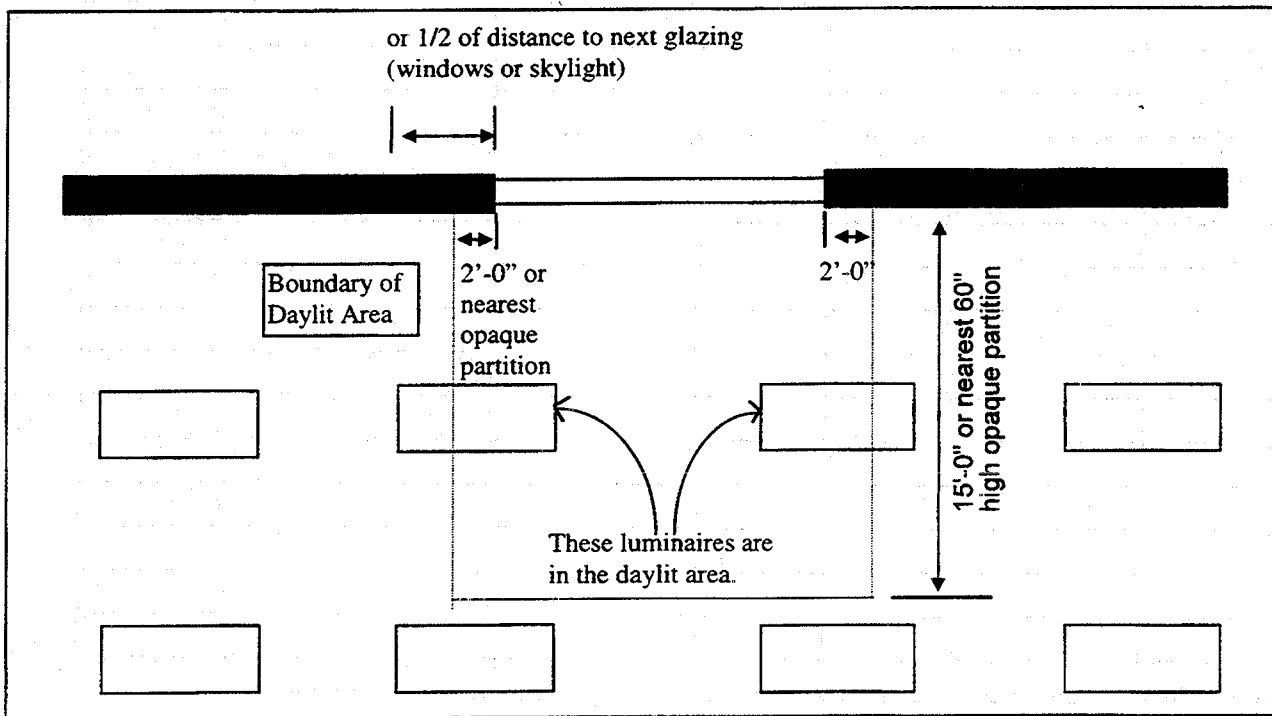 or 1/2 of distance to next glazing
(windows or skylight)
Boundary of
Daylit Area
2'-0" or
nearest
opaque
partition
2'-0"
15'-0" or nearest 60"
high opaque partition
These luminaires are
in the daylit area.